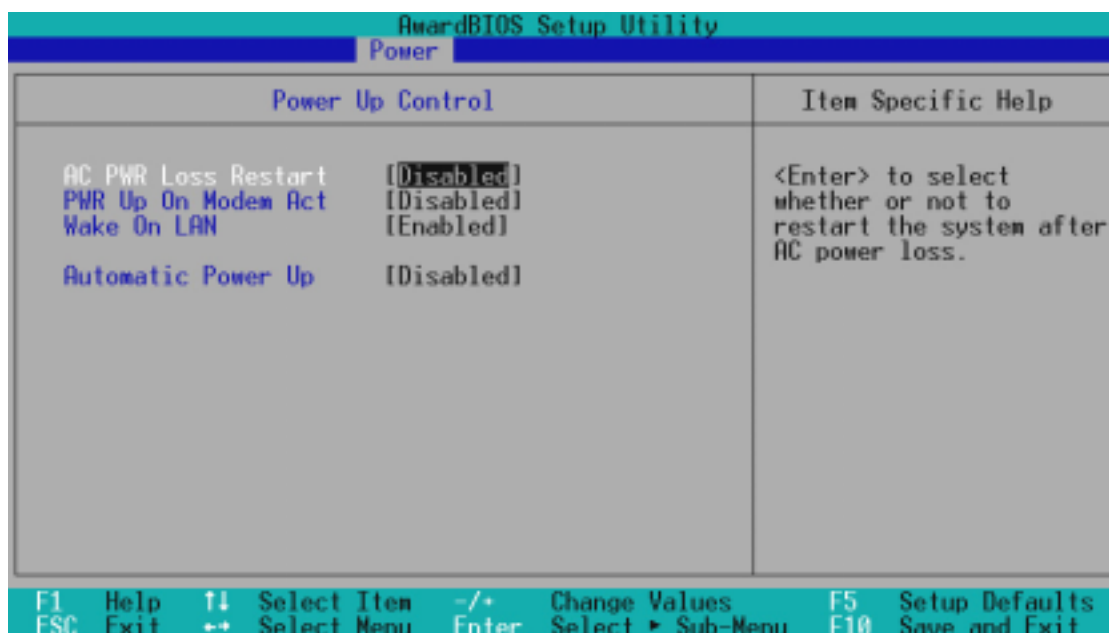 AwardBIOS Setup Utility
Power
Power Up Control
Item Specific Help
AC PWR Loss Restart [Disabled]
PWR Up On Modem Act [Disabled]
Wake On LAN [Enabled]
Automatic Power Up [Disabled]
<Enter> to select
whether or not to
restart the system after
AC power loss.
F1 Help ↑↓ Select Item -/+ Change Values F5 Setup Defaults
ESC Exit ←→ Select Menu Enter Select ► Sub-Menu F10 Save and Exit